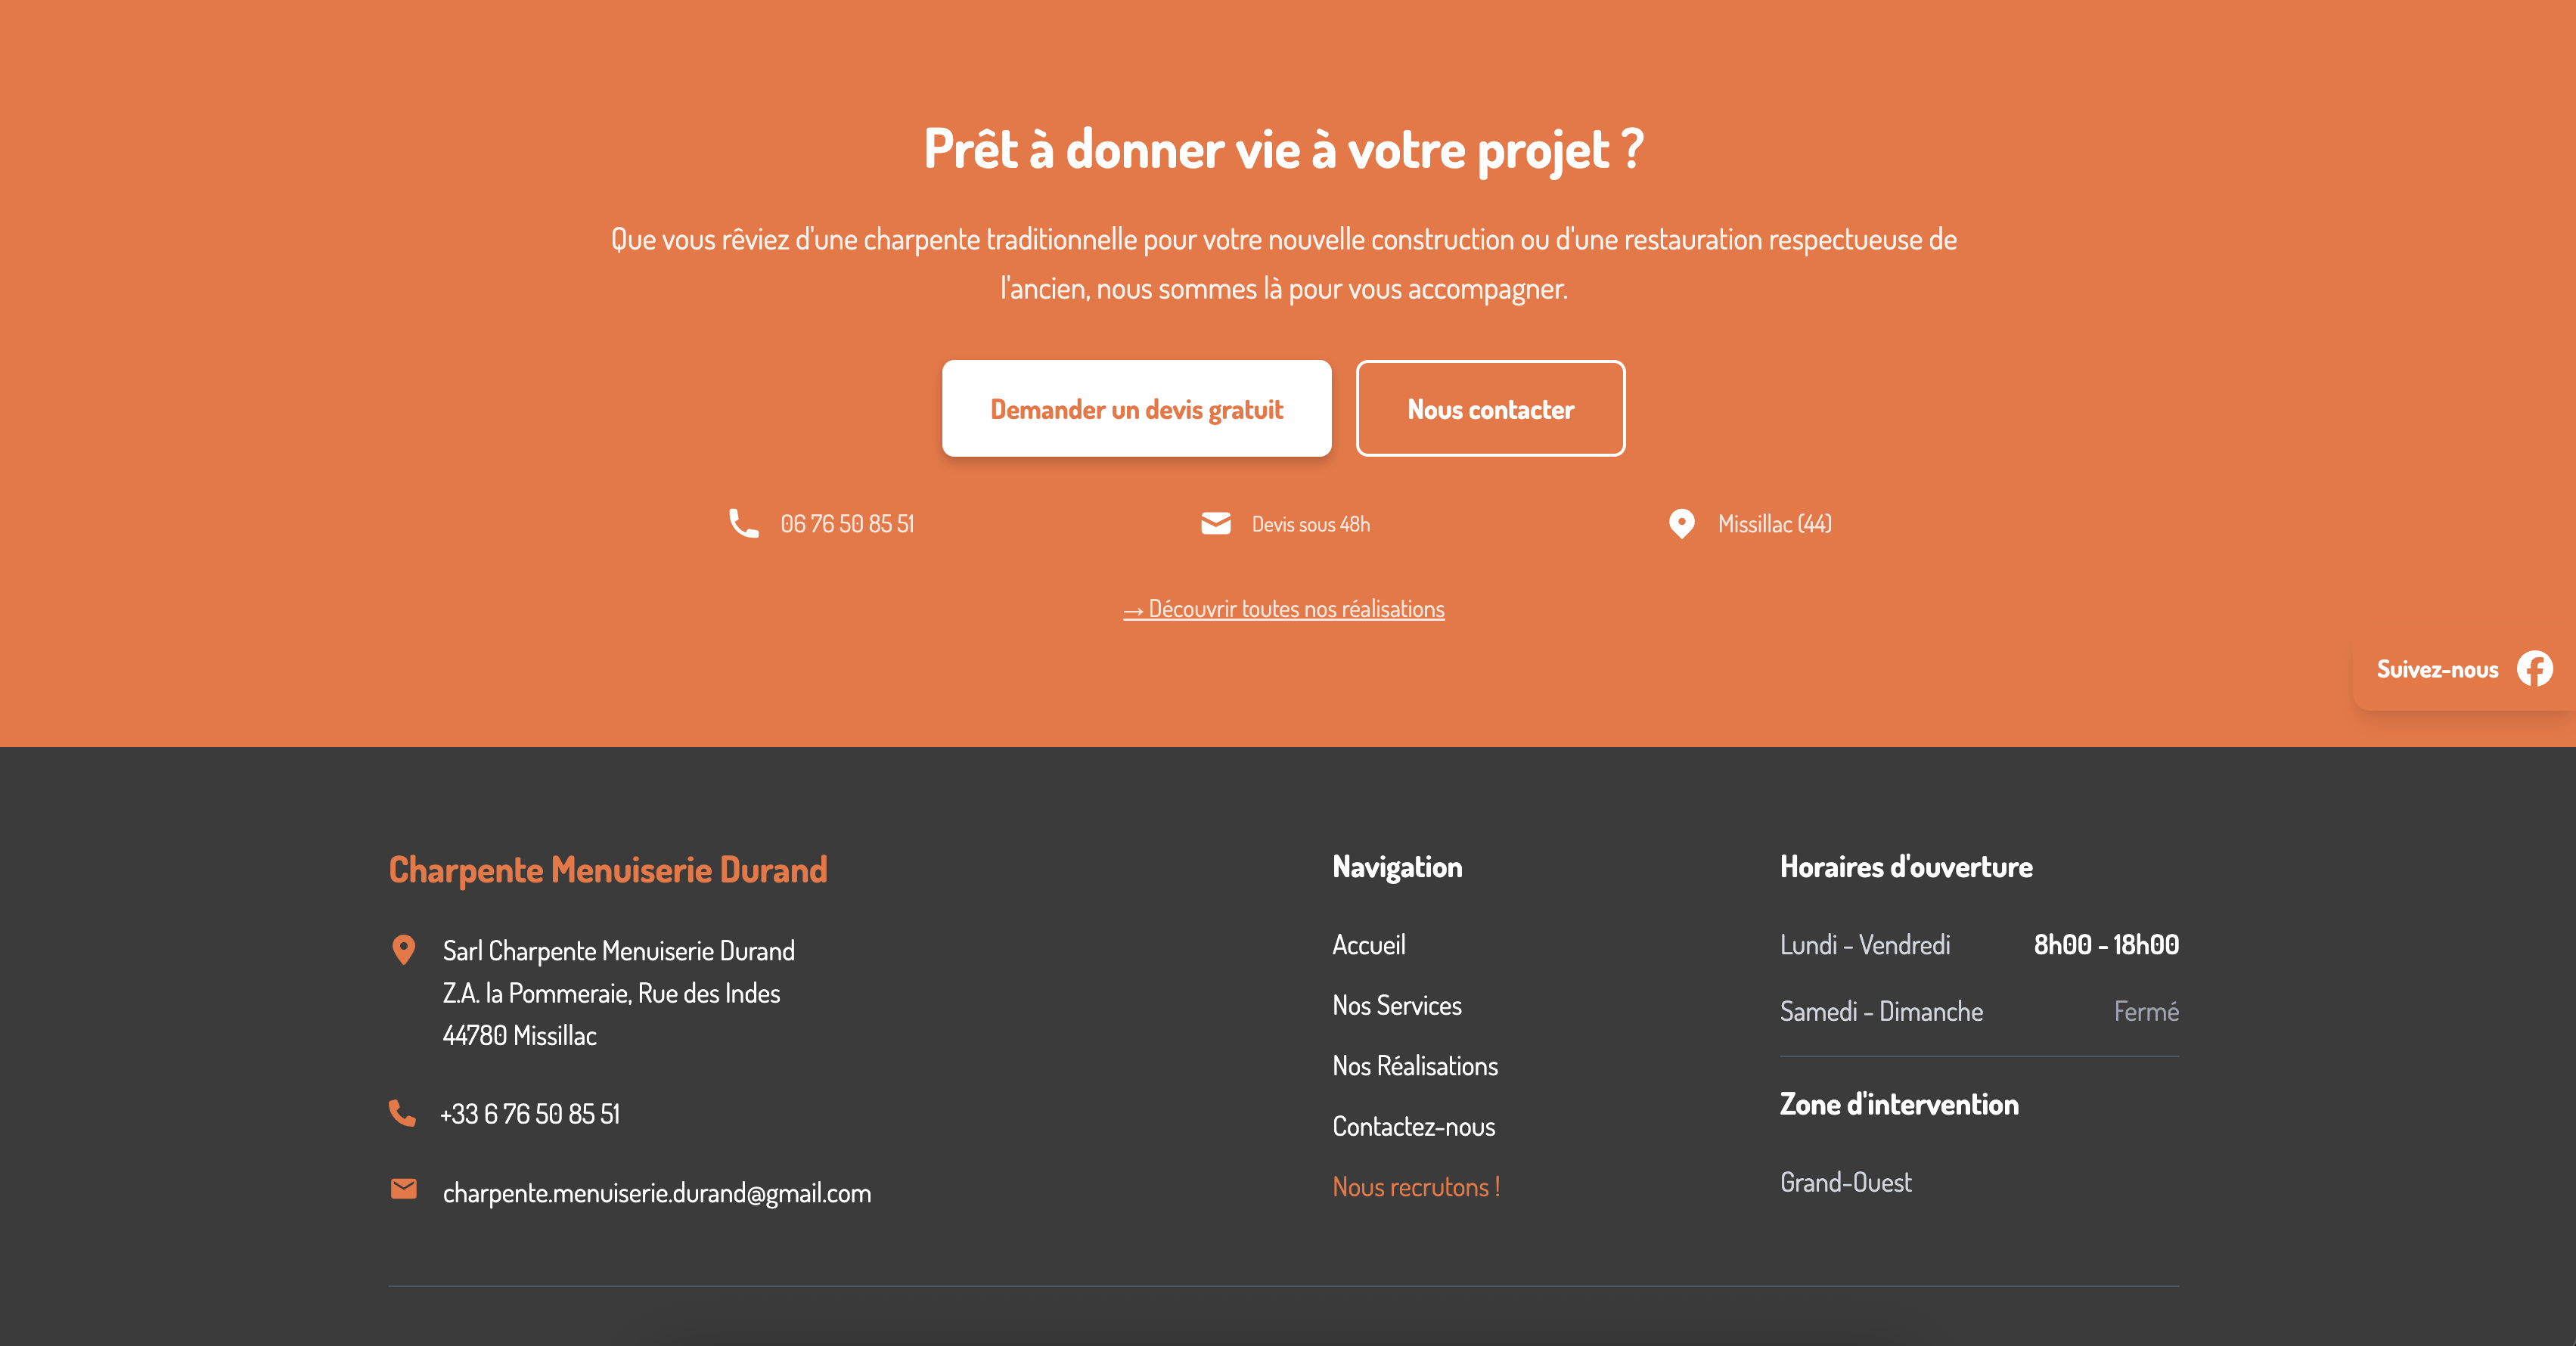 Prêt à donner vie à votre projet ?
Que vous rêviez d'une charpente traditionnelle pour votre nouvelle construction ou d'une restauration respectueuse de
l'ancien, nous sommes là pour vous accompagner.
Demander un devis gratuit
Nous contacter
06 76 50 85 51
Devis sous 48h
Missillac (44)
→ Découvrir toutes nos réalisations
Suivez-nous
Charpente Menuiserie Durand
Sarl Charpente Menuiserie Durand
Z.A. la Pommeraie, Rue des Indes
44780 Missillac
+33 6 76 50 85 51
charpente.menuiserie.durand@gmail.com
Navigation
Accueil
Nos Services
Nos Réalisations
Contactez-nous
Nous recrutons !
Horaires d'ouverture
Lundi - Vendredi 8h00 - 18h00
Samedi - Dimanche Fermé
Zone d'intervention
Grand-Ouest